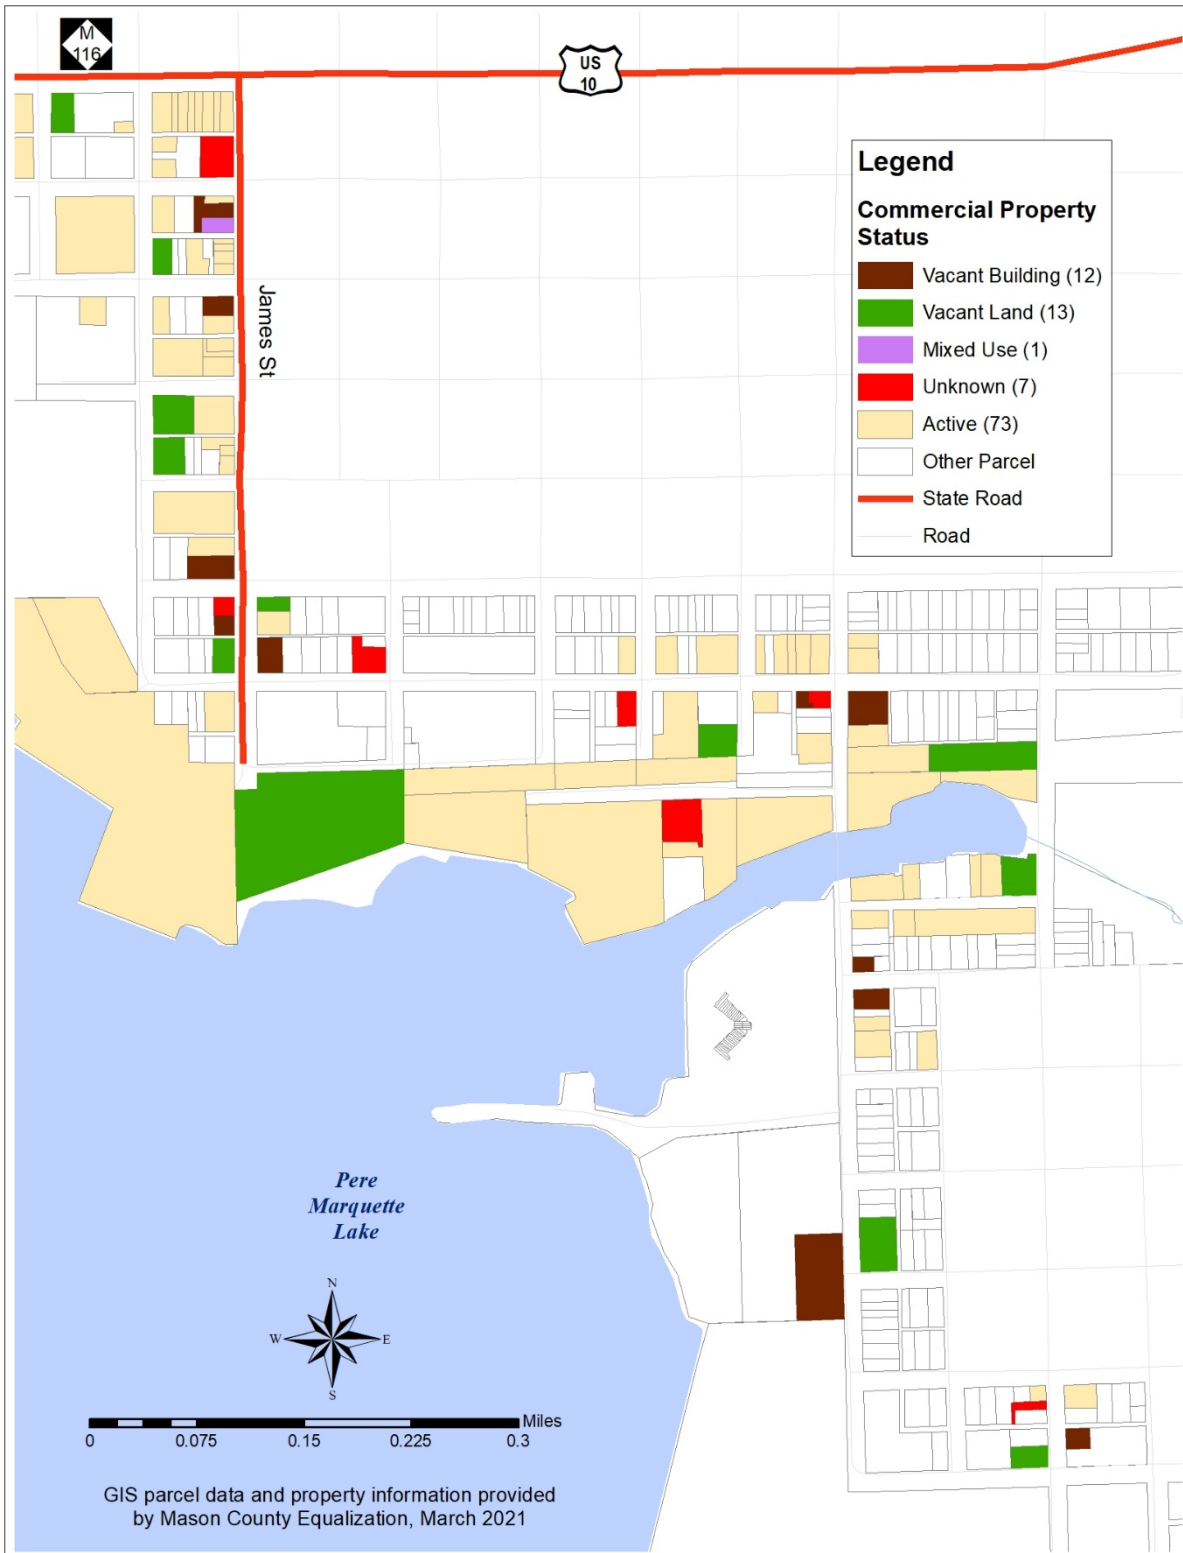 M
116
US
10
Legend
Commercial Property
Status
Vacant Building (12)
Vacant Land (13)
Mixed Use (1)
Unknown (7)
Active (73)
Other Parcel
State Road
Road
James St
Pere
Marquette
Lake
N
W
E
S
Miles
0
0.075
0.15
0.225
0.3
GIS parcel data and property information provided
by Mason County Equalization, March 2021